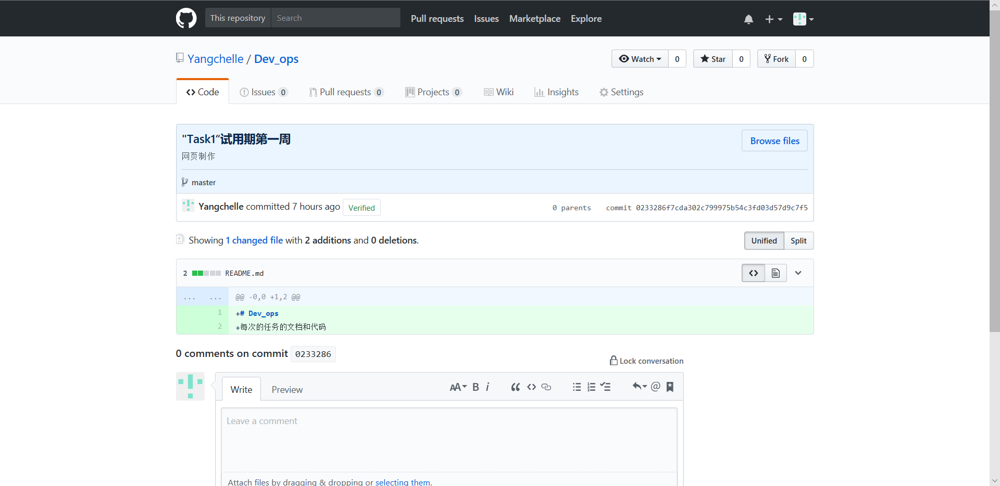 This repository Search Pull requests Issues Marketplace Explore
Yangchelle / Dev_ops Watch 0 Star 0 Fork 0
Code Issues 0 Pull requests 0 Projects 0 Wiki Insights Settings
"Task1“试用期第一周 Browse files
网页制作
master
Yangchelle committed 7 hours ago Verified 0 parents commit 0233286f7cda302c799975b54c3fd03d57d9c7f5
Showing 1 changed file with 2 additions and 0 deletions. Unified Split
2 README.md
... ... @@ -0,0 +1,2 @@
1 +# Dev_ops
2 +每次的任务的文档和代码
0 comments on commit 0233286
Lock conversation
Write Preview AA B i
Leave a comment
Attach files by dragging & dropping or selecting them.